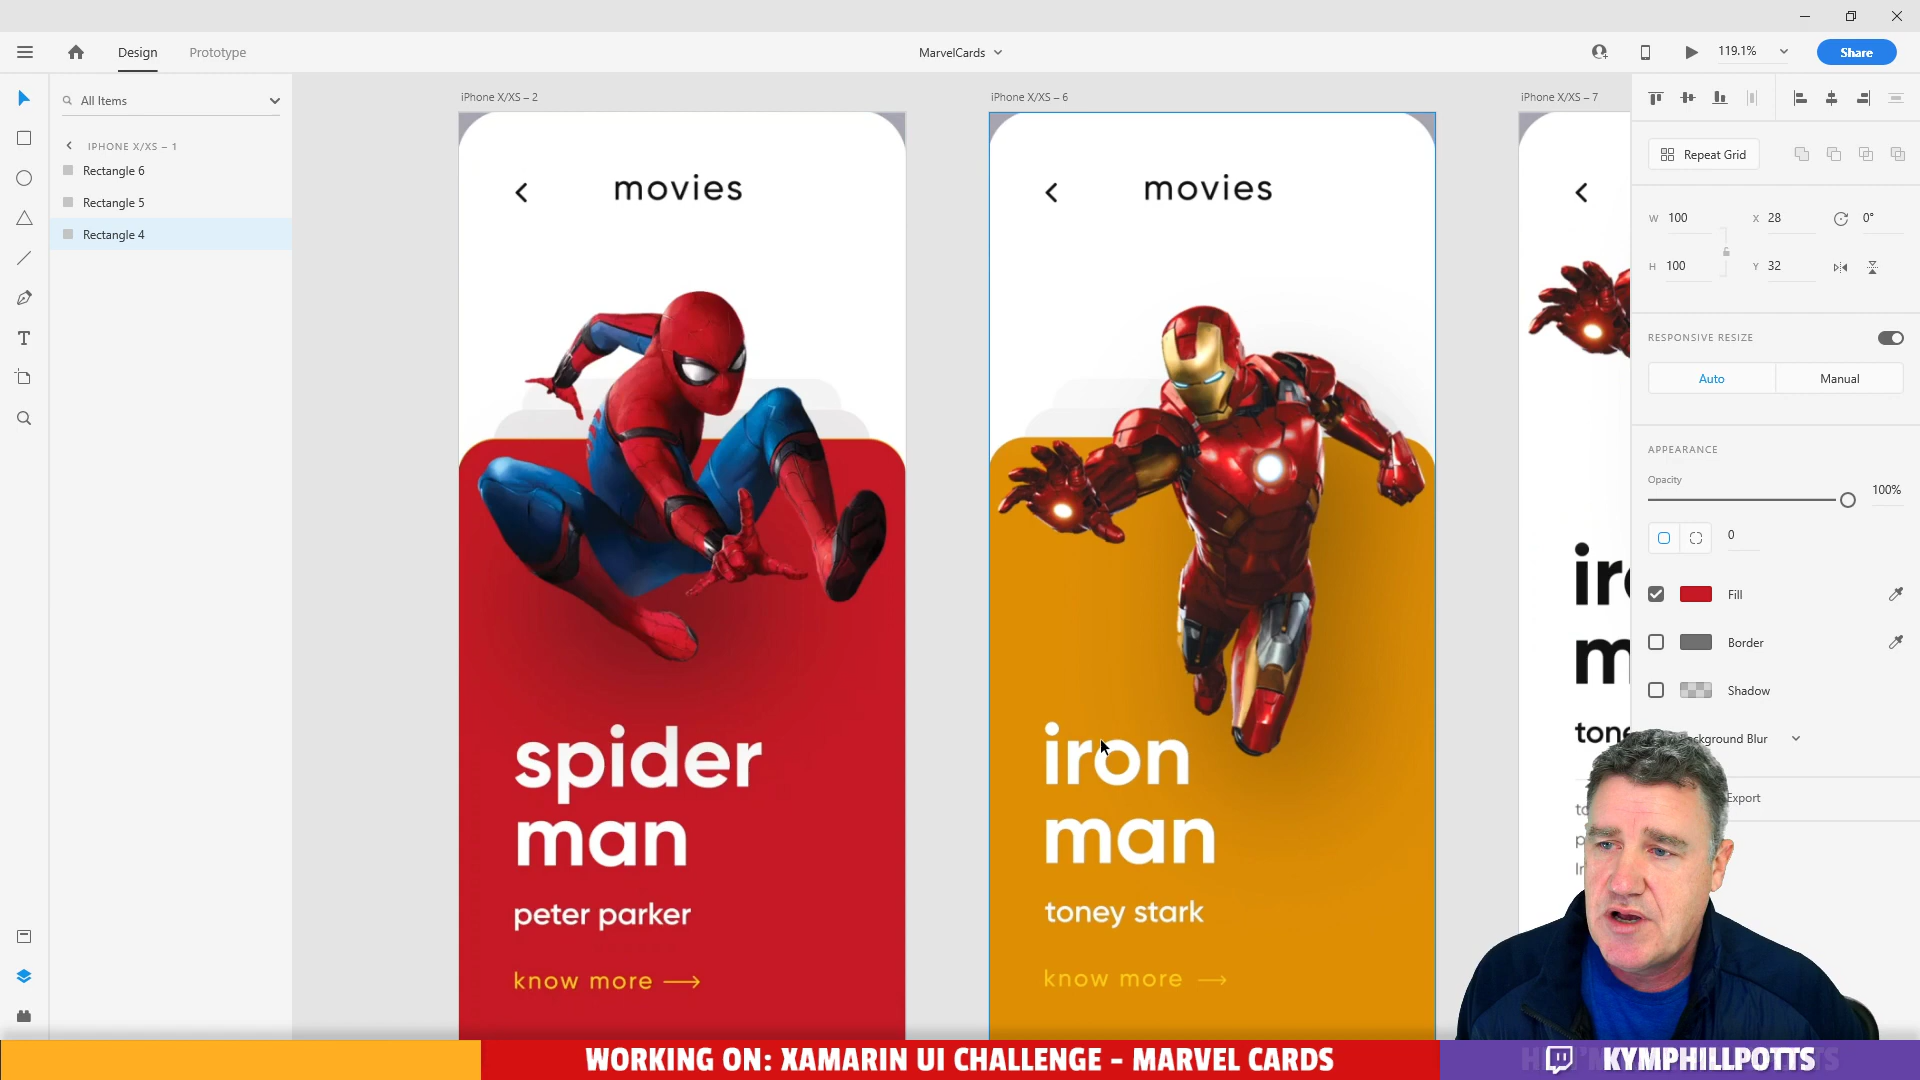 Design
Prototype
MarvelCards
119.1%
Share
All Items
IPHONE X/XS – 1
Rectangle 6
Rectangle 5
Rectangle 4
iPhone X/XS – 2
movies
spider
man
peter parker
know more
iPhone X/XS – 6
movies
iron
man
toney stark
know more
iPhone X/XS – 7
Repeat Grid
W 100
X 28
0°
H 100
Y 32
RESPONSIVE RESIZE
Auto
Manual
APPEARANCE
Opacity
100%
0
Fill
Border
Shadow
Export
WORKING ON: XAMARIN UI CHALLENGE - MARVEL CARDS
KYMPHILLPOTTS